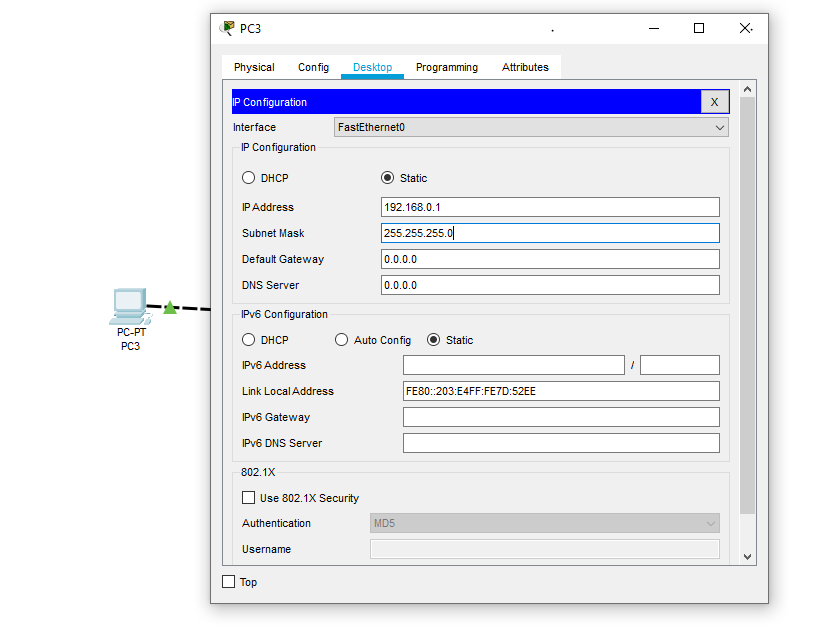 PC3
Physical Config Desktop Programming Attributes
IP Configuration X
Interface FastEthernet0
IP Configuration
DHCP Static
IP Address 192.168.0.1
Subnet Mask 255.255.255.0
Default Gateway 0.0.0.0
DNS Server 0.0.0.0
IPv6 Configuration
DHCP Auto Config Static
IPv6 Address /
Link Local Address FE80::203:E4FF:FE7D:52EE
IPv6 Gateway
IPv6 DNS Server
802.1X
Use 802.1X Security
Authentication MD5
Username
Top
PC-PT
PC3